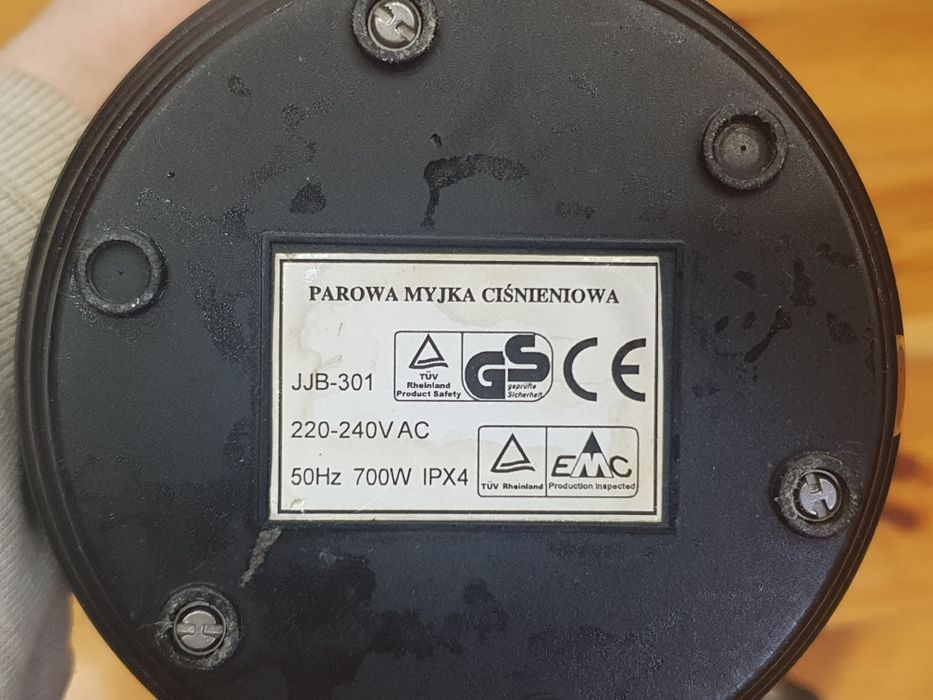 PAROWA MYJKA CIŚNIENIOWA
JJB-301
TÜV
Rheinland
Product Safety
GS
geprüfte
Sicherheit
CE
220-240V AC
50Hz 700W IPX4
TÜV Rheinland
EMC
Production Inspected